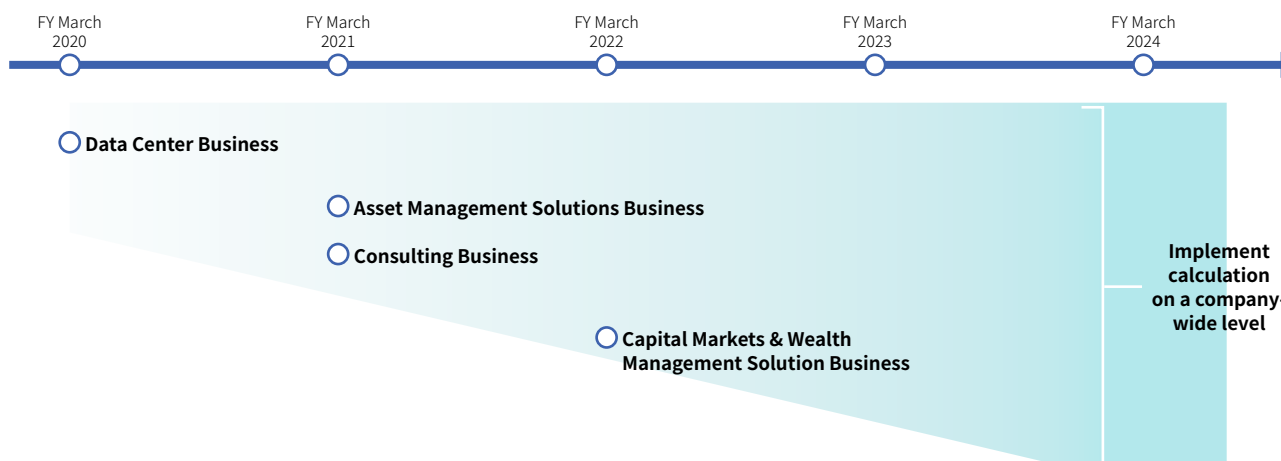 FY March
2020
FY March
2021
FY March
2022
FY March
2023
FY March
2024
Data Center Business
Asset Management Solutions Business
Consulting Business
Capital Markets & Wealth
Management Solution Business
Implement
calculation
on a company-
wide level